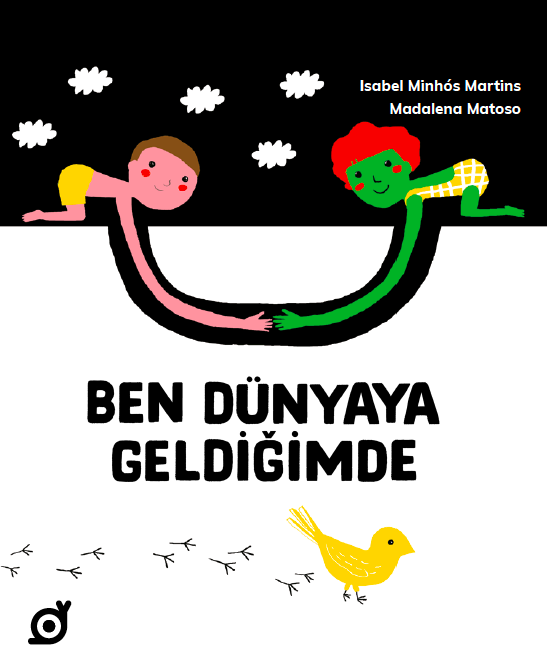 Isabel Minhós Martins
Madalena Matoso
BEN DÜNYAYA
GELDİĞİMDE